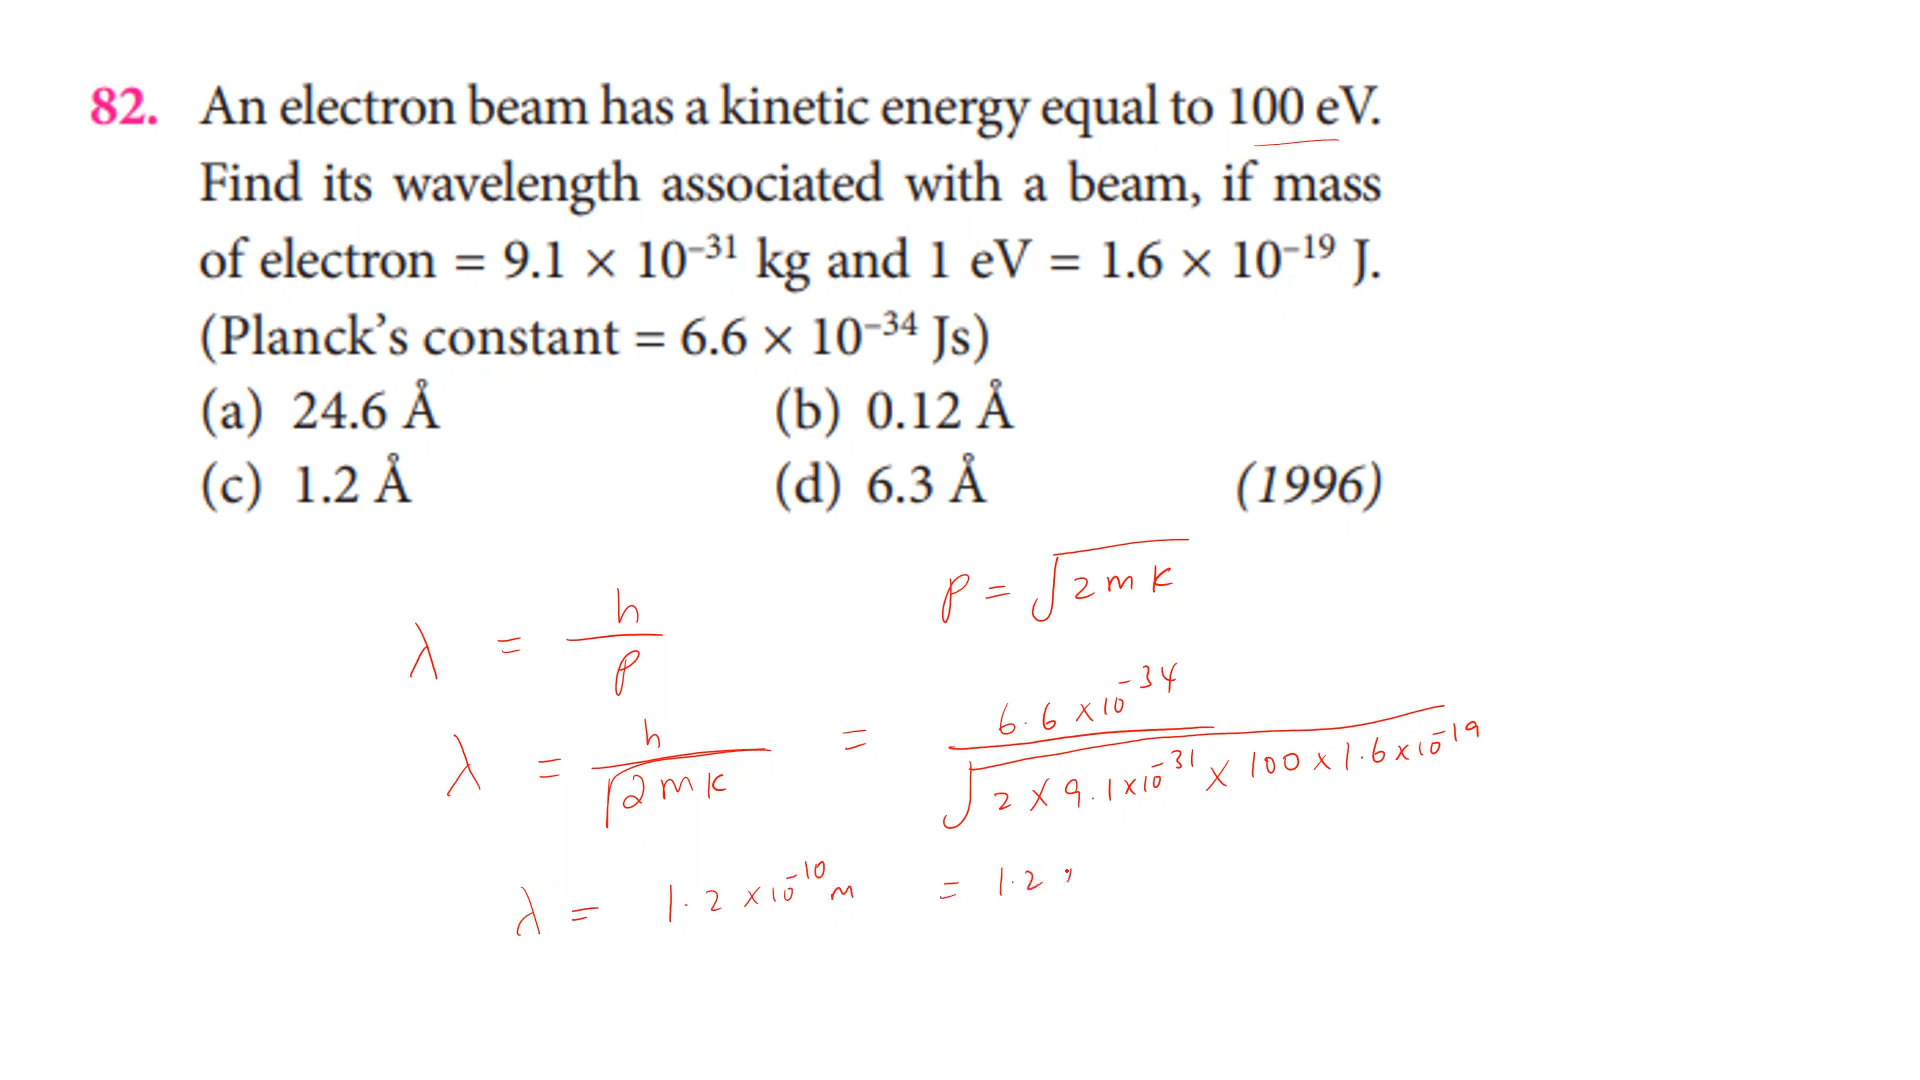 82. An electron beam has a kinetic energy equal to 100 eV.
Find its wavelength associated with a beam, if mass
of electron = 9.1 × 10⁻³¹ kg and 1 eV = 1.6 × 10⁻¹⁹ J.
(Planck's constant = 6.6 × 10⁻³⁴ Js)
(a) 24.6 Å (b) 0.12 Å
(c) 1.2 Å (d) 6.3 Å (1996)
λ = h/p p = √2mK
λ = h/√2mK = 6.6 × 10⁻³⁴/√2 × 9.1 × 10⁻³¹ × 100 × 1.6 × 10⁻¹⁹
λ = 1.2 × 10⁻¹⁰ m = 1.2